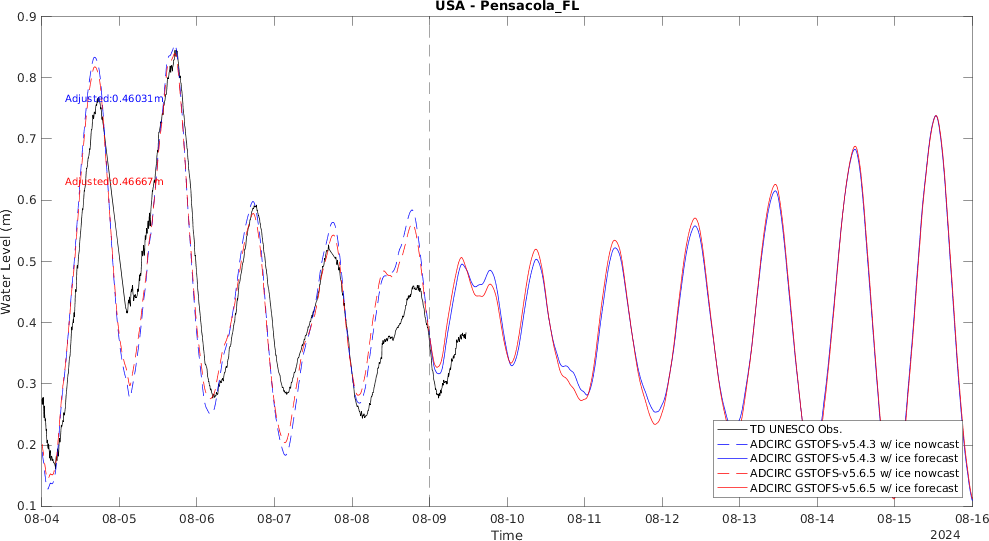 USA - Pensacola_FL
0.9
0.8
0.7
0.6
0.5
0.4
0.3
0.2
0.1
Water Level (m)
Adjusted:0.46031m
Adjusted:0.46667m
TD UNESCO Obs.
ADCIRC GSTOFS-v5.4.3 w/ ice nowcast
ADCIRC GSTOFS-v5.4.3 w/ ice forecast
ADCIRC GSTOFS-v5.6.5 w/ ice nowcast
ADCIRC GSTOFS-v5.6.5 w/ ice forecast
08-04 08-05 08-06 08-07 08-08 08-09 08-10 08-11 08-12 08-13 08-14 08-15 08-16
Time
2024